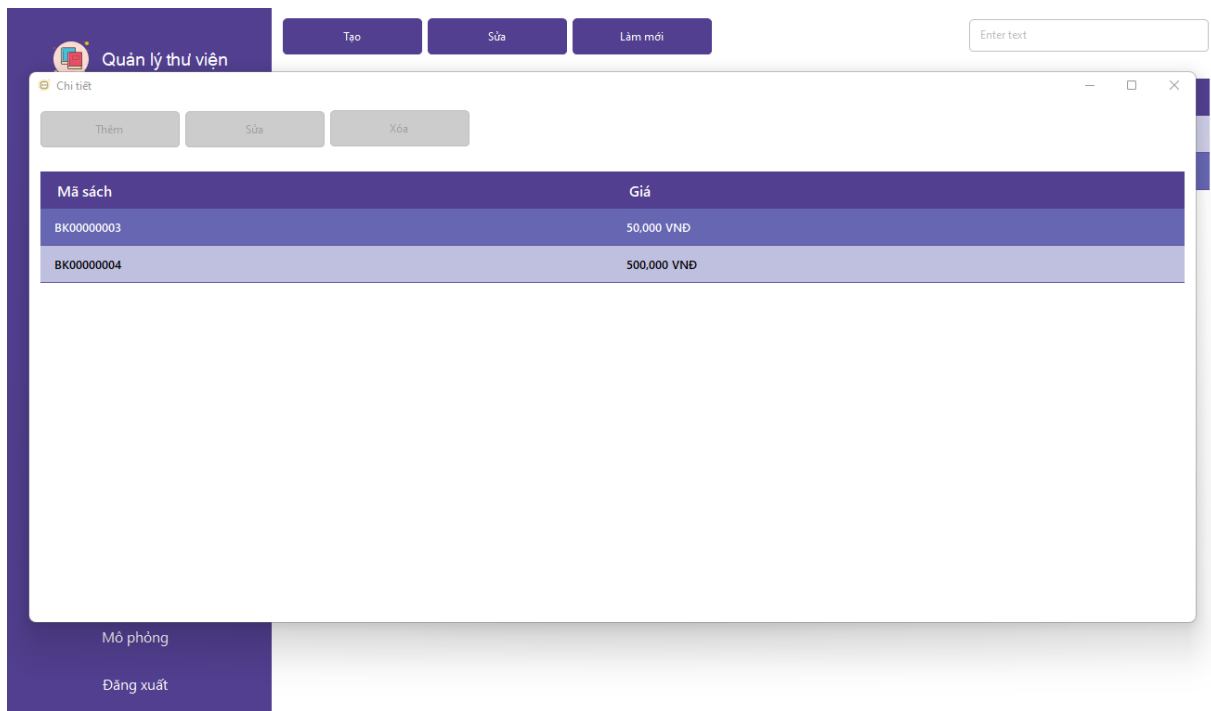 Quản lý thư viện
Tạo Sửa Làm mới
Enter text
Chi tiết
Thêm Sửa Xóa
Mã sách Giá
BK00000003 50,000 VNĐ
BK00000004 500,000 VNĐ
Mô phỏng
Đăng xuất